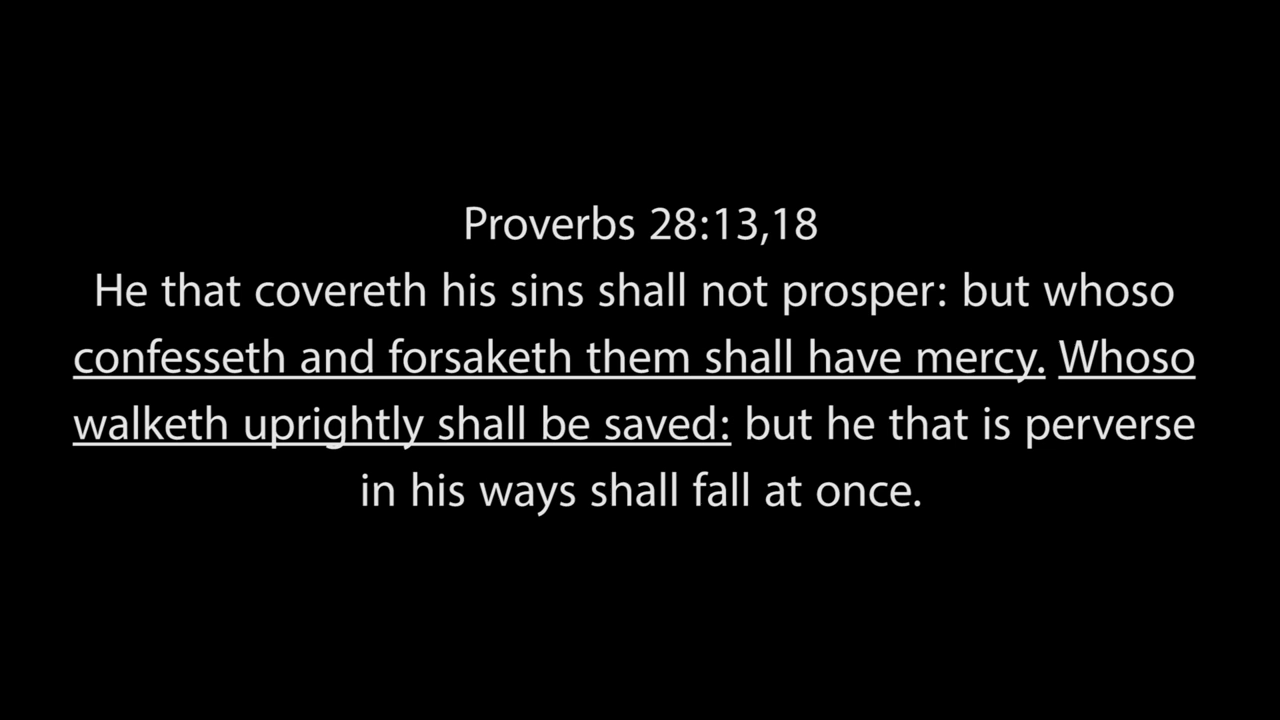 Proverbs 28:13,18
He that covereth his sins shall not prosper: but whoso
confesseth and forsaketh them shall have mercy. Whoso
walketh uprightly shall be saved: but he that is perverse
in his ways shall fall at once.